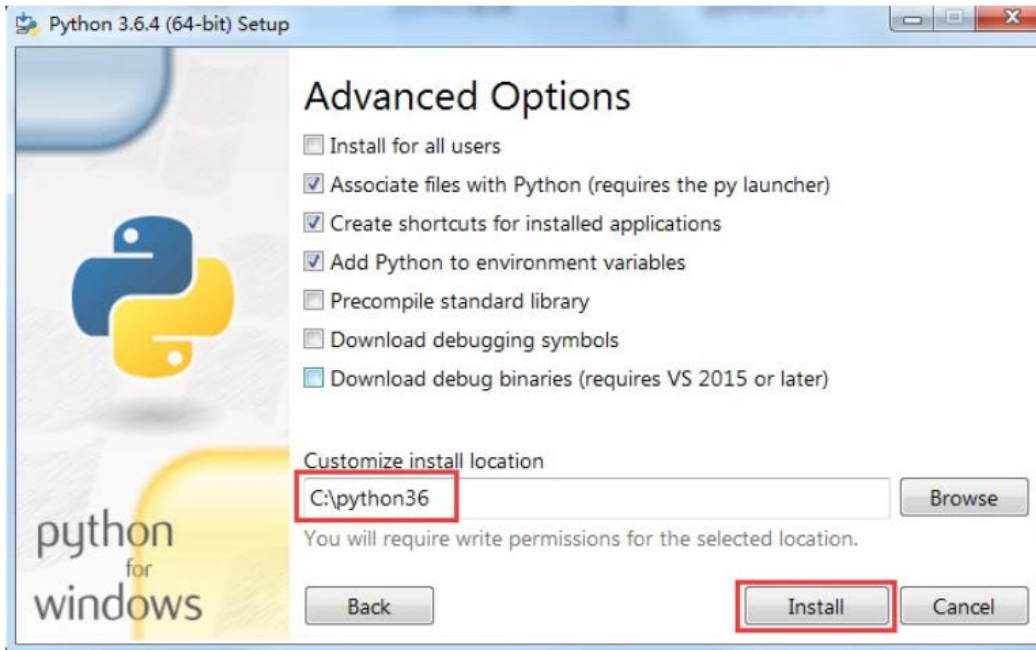 Python 3.6.4 (64-bit) Setup
Advanced Options
Install for all users
Associate files with Python (requires the py launcher)
Create shortcuts for installed applications
Add Python to environment variables
Precompile standard library
Download debugging symbols
Download debug binaries (requires VS 2015 or later)
Customize install location
C:\python36
Browse
You will require write permissions for the selected location.
python
for
windows
Back
Install
Cancel